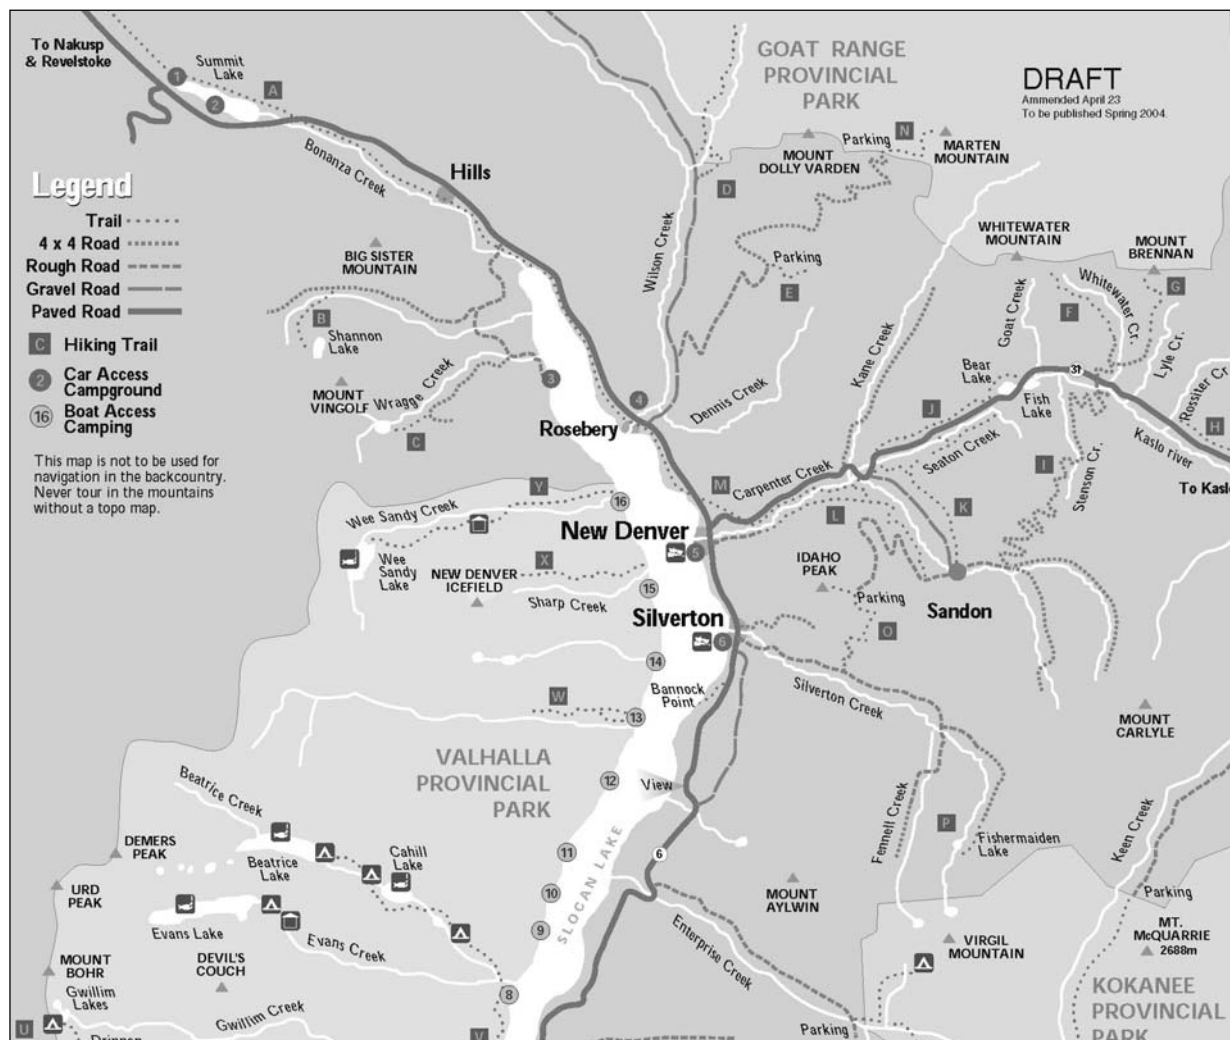 To Nakusp
& Revelstoke
Summit
Lake
1
2
A
Bonanza Creek
Hills
GOAT RANGE
PROVINCIAL
PARK
DRAFT
Ammended April 23
To be published Spring 2004.
Parking
N
MARTEN
MOUNTAIN
MOUNT
DOLLY VARDEN
D
Legend
Trail
4 x 4 Road
Rough Road
Gravel Road
Paved Road
C Hiking Trail
2 Car Access
Campground
16 Boat Access
Camping
This map is not to be used for
navigation in the backcountry.
Never tour in the mountains
without a topo map.
BIG SISTER
MOUNTAIN
B
Shannon
Lake
MOUNT
VINGOLF
Wragge Creek
C
3
4
Rosebery
Wilson Creek
Parking
E
Dennis Creek
Kane Creek
WHITEWATER
MOUNTAIN
MOUNT
BRENNAN
Goat Creek
Whitewater Cr.
G
F
Lyle Cr.
Rossiter Cr
31
Bear
Lake
Fish
Lake
J
H
Seaton Creek
Kaslo river
I
Stenson Cr.
To Kaslo
M
Carpenter Creek
L
K
Y
Wee Sandy Creek
16
New Denver
5
Wee
Sandy
Lake
NEW DENVER
ICEFIELD
X
Sharp Creek
15
IDAHO
PEAK
Parking
Sandon
Silverton
6
O
14
Bannock
Point
W
13
Silverton Creek
MOUNT
CARLYLE
VALHALLA
PROVINCIAL
PARK
12
View
Beatrice Creek
DEMERS
PEAK
Beatrice
Lake
Cahill
Lake
11
6
SLOCAN LAKE
Fennell Creek
P
Fishermaiden
Lake
Keen Creek
URD
PEAK
10
MOUNT
AYLWIN
Parking
Evans Lake
9
Evans Creek
Enterprise Creek
VIRGIL
MOUNTAIN
MT.
McQUARRIE
2688m
MOUNT
BOHR
DEVIL'S
COUCH
Gwillim
Lakes
8
Gwillim Creek
KOKANEE
PROVINCIAL
PARK
U
Drinnon
V
Parking